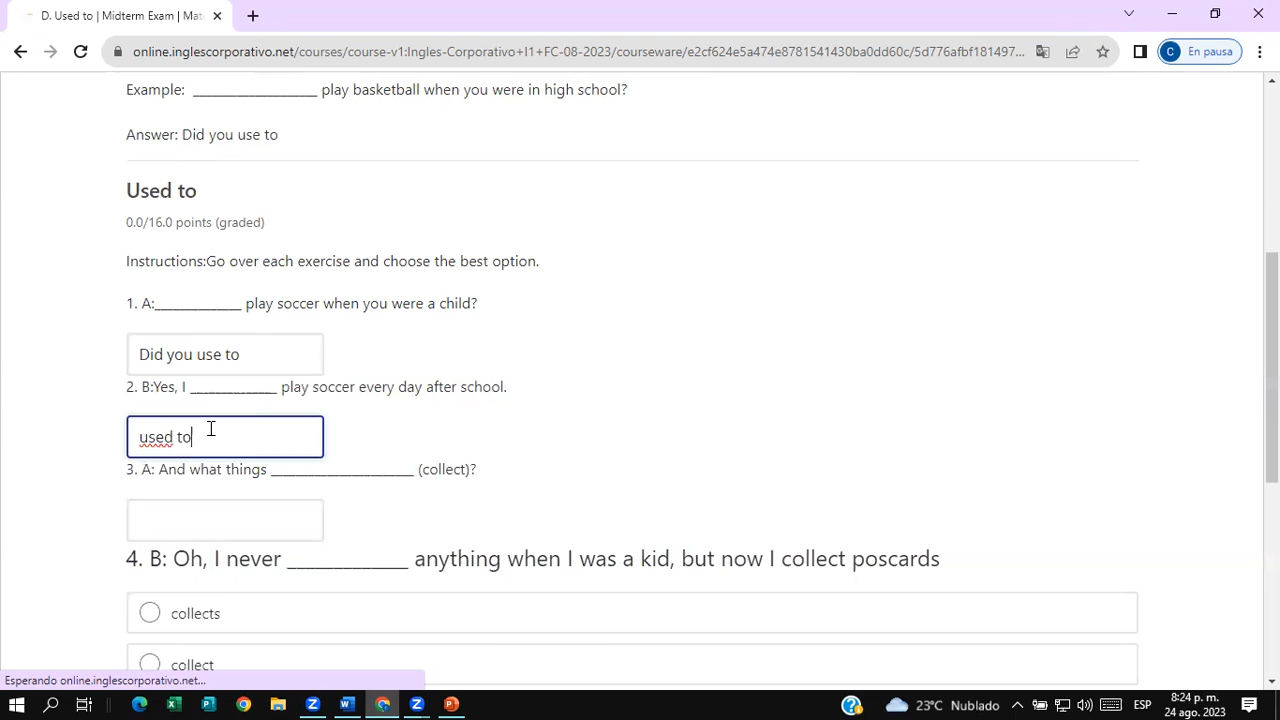 D. Used to | Midterm Exam | Mat
online.inglescorporativo.net/courses/course-v1:Ingles-Corporativo+I1+FC-08-2023/courseware/e2cf624e5a474e8781541430ba0dd60c/5d776afbf181497...
C En pausa
Example: __________________ play basketball when you were in high school?
Answer: Did you use to
Used to
0.0/16.0 points (graded)
Instructions:Go over each exercise and choose the best option.
1. A:_____________ play soccer when you were a child?
Did you use to
2. B:Yes, I _____________ play soccer every day after school.
used to
3. A: And what things _____________________ (collect)?
4. B: Oh, I never ____________ anything when I was a kid, but now I collect poscards
collects
collect
Esperando online.inglescorporativo.net...
23°C Nublado
ESP
8:24 p. m.
24 ago. 2023